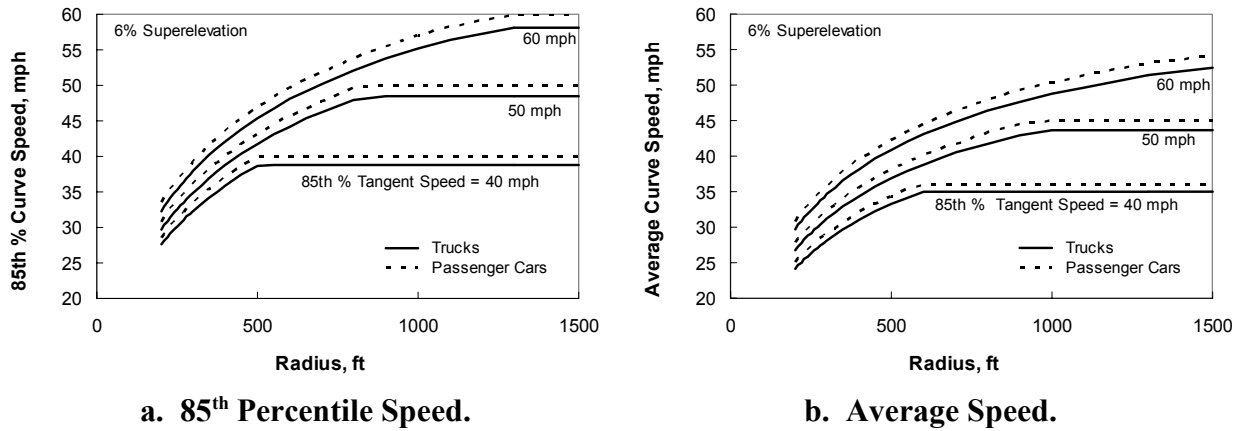 6% Superelevation
60 mph
50 mph
85th % Tangent Speed = 40 mph
Trucks
Passenger Cars
85th % Curve Speed, mph
60
55
50
45
40
35
30
25
20
0
500
1000
1500
Radius, ft
a. 85th Percentile Speed.
6% Superelevation
60 mph
50 mph
85th % Tangent Speed = 40 mph
Trucks
Passenger Cars
Average Curve Speed, mph
60
55
50
45
40
35
30
25
20
0
500
1000
1500
Radius, ft
b. Average Speed.